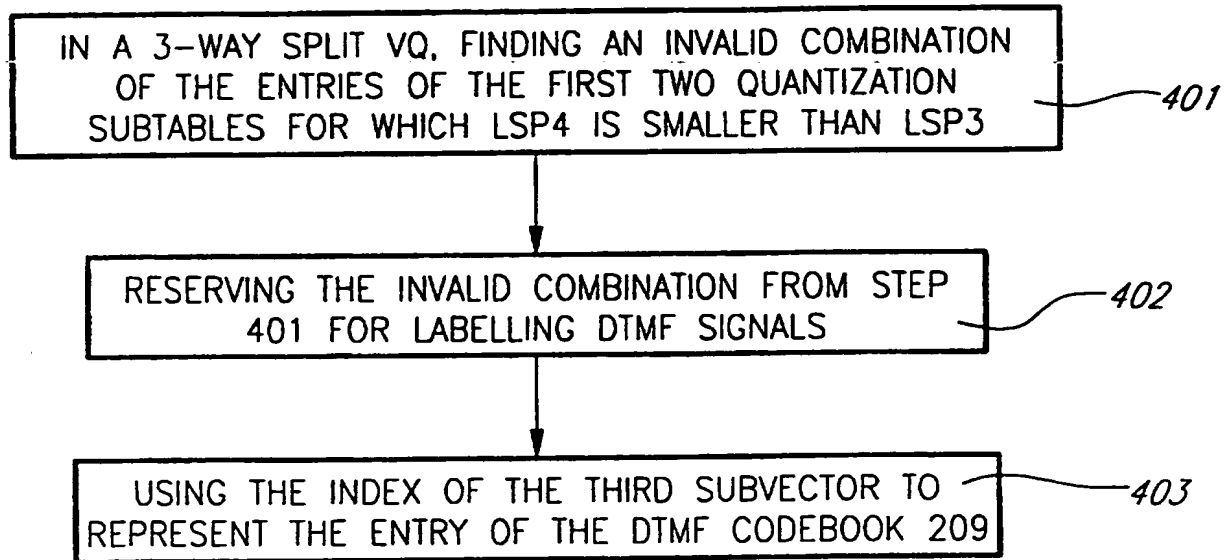 IN A 3-WAY SPLIT VQ, FINDING AN INVALID COMBINATION
OF THE ENTRIES OF THE FIRST TWO QUANTIZATION
SUBTABLES FOR WHICH LSP4 IS SMALLER THAN LSP3
401
RESERVING THE INVALID COMBINATION FROM STEP
401 FOR LABELLING DTMF SIGNALS
402
USING THE INDEX OF THE THIRD SUBVECTOR TO
REPRESENT THE ENTRY OF THE DTMF CODEBOOK 209
403